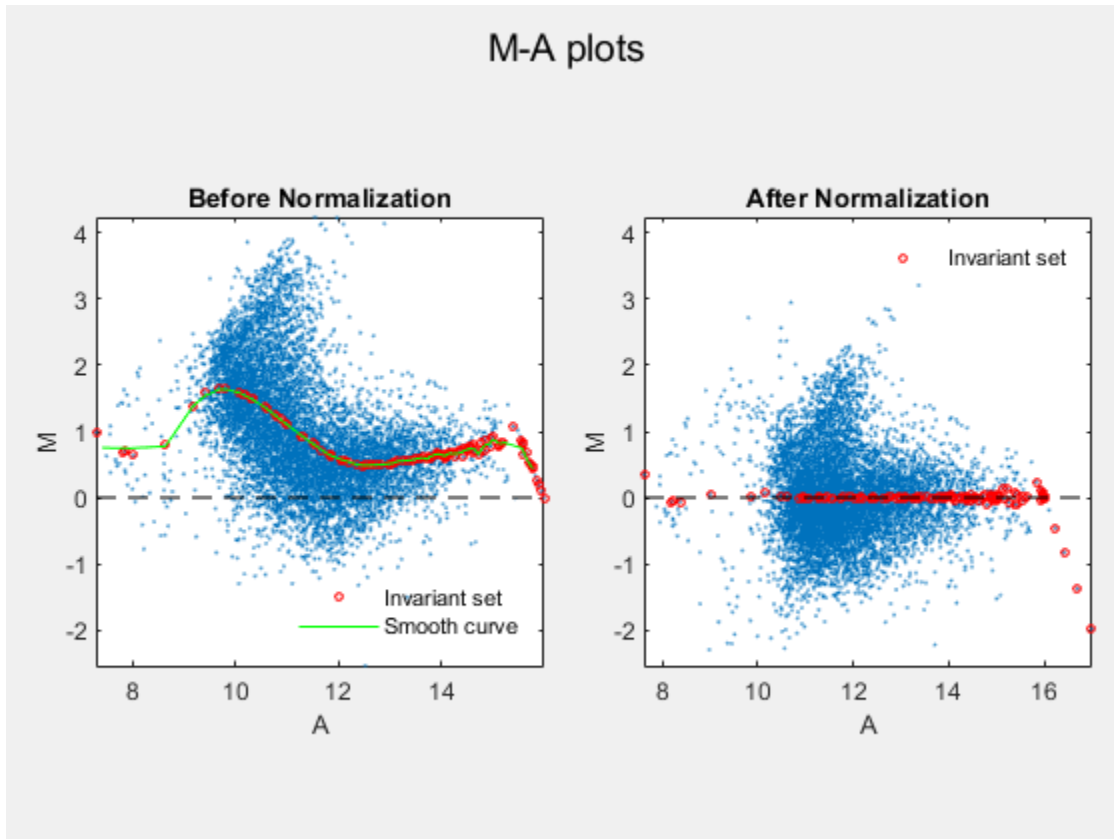 M-A plots
Before Normalization
4
3
2
1
0
-1
-2
M
8 10 12 14
A
Invariant set
Smooth curve
After Normalization
4
3
2
1
0
-1
-2
M
8 10 12 14 16
A
Invariant set